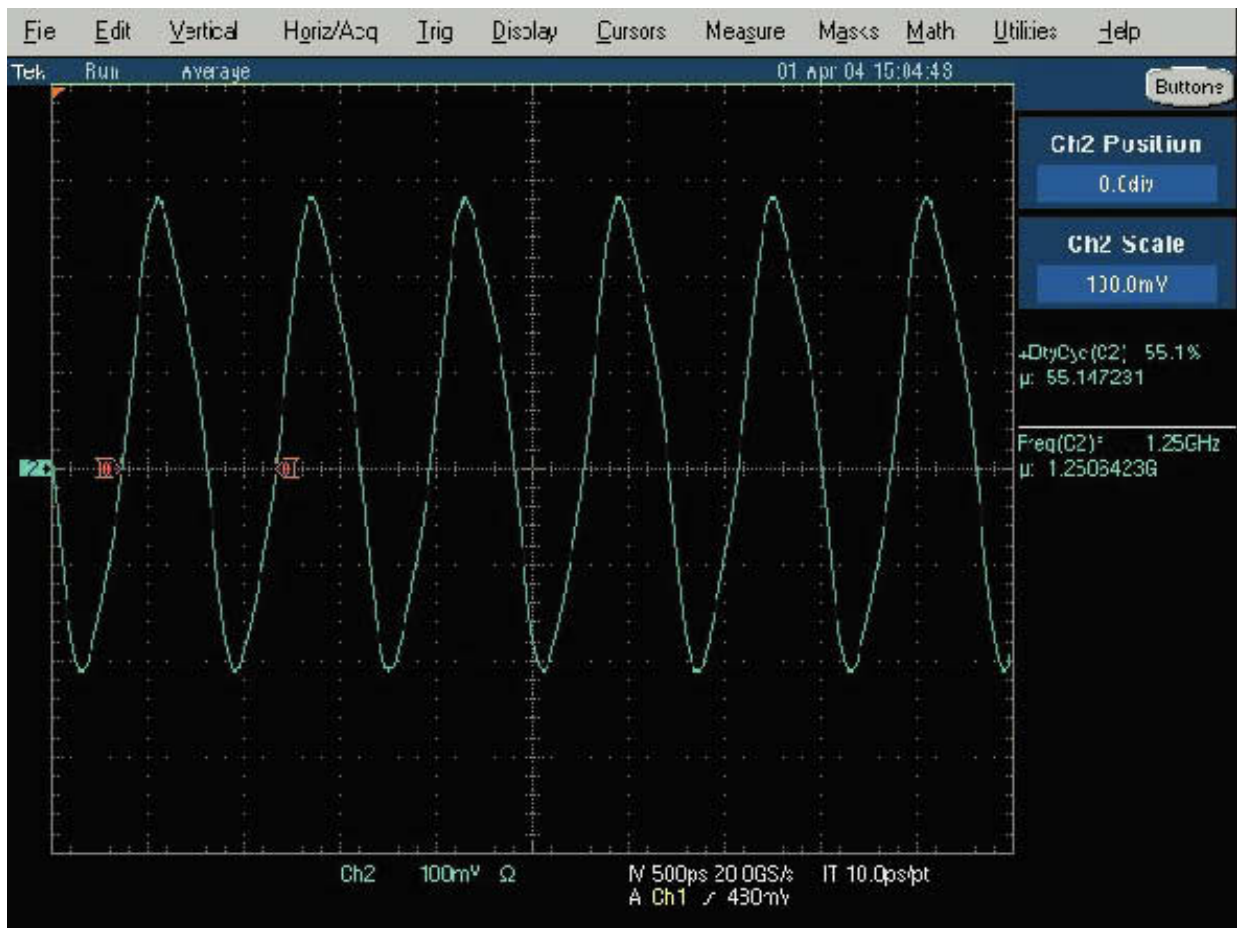 File Edit Vertical Horiz/Acq Trig Display Cursors Measure Masks Math Utilities Help
Tek Run Average 01 Apr 04 15:04:48
Buttons
Ch2 Position
0.0div
Ch2 Scale
100.0mV
+DtyCyc(C2) 55.1%
µ: 55.147231
Freq(C2)* 1.25GHz
µ: 1.2506423G
2
Ch2 100mV Ω
M 500ps 20.0GS/s IT 10.0ps/pt
A Ch1 480mV